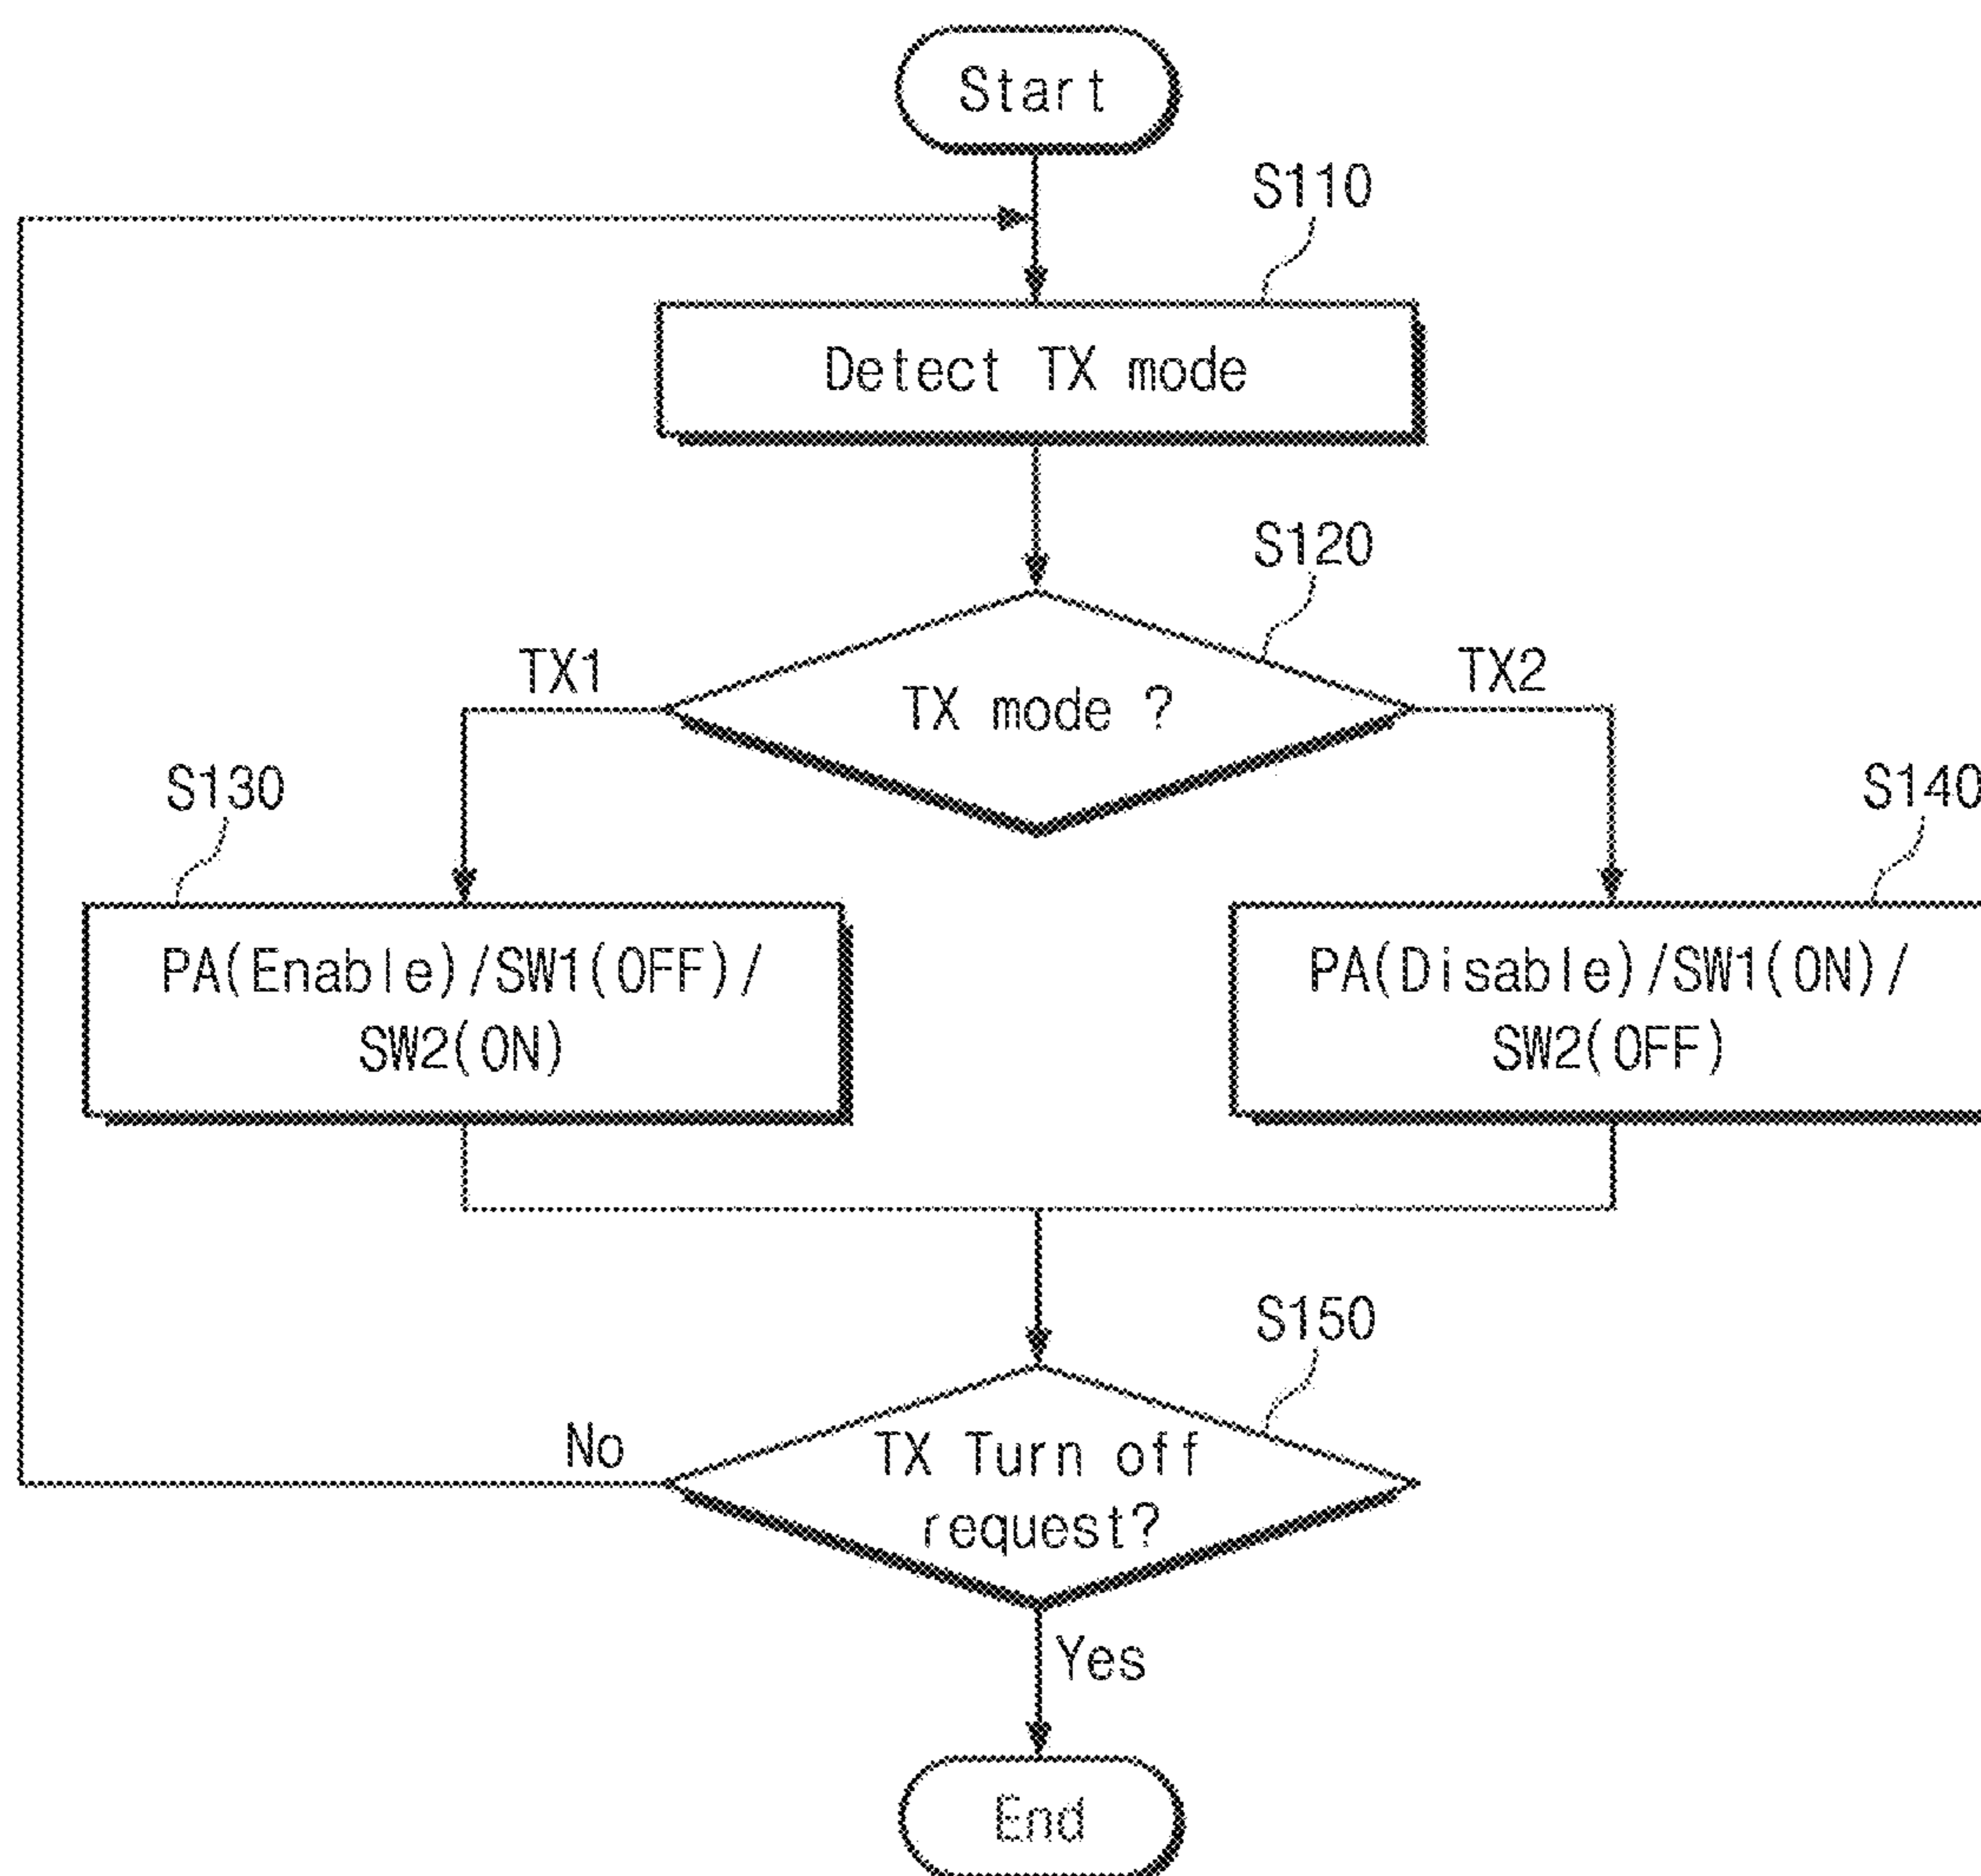 Start
S110
Detect TX mode
S120
TX1
TX mode ?
TX2
S130
S140
PA(Enable)/SW1(OFF)/
SW2(ON)
PA(Disable)/SW1(ON)/
SW2(OFF)
S150
No
TX Turn off
request?
Yes
End